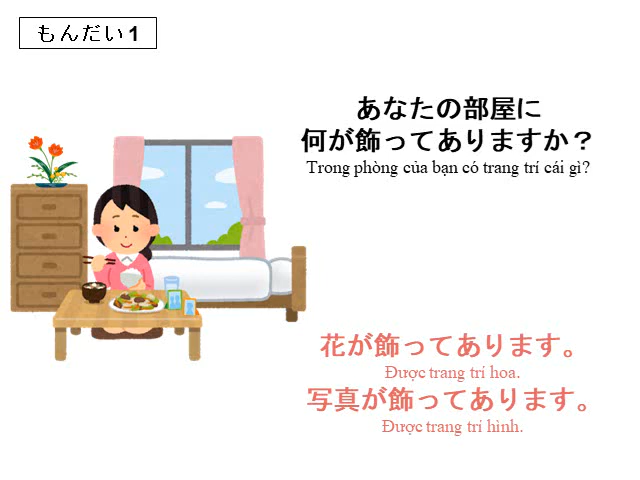 もんだい1
あなたの部屋に
何が飾ってありますか？
Trong phòng của bạn có trang trí cái gì?
花が飾ってあります。
Được trang trí hoa.
写真が飾ってあります。
Được trang trí hình.